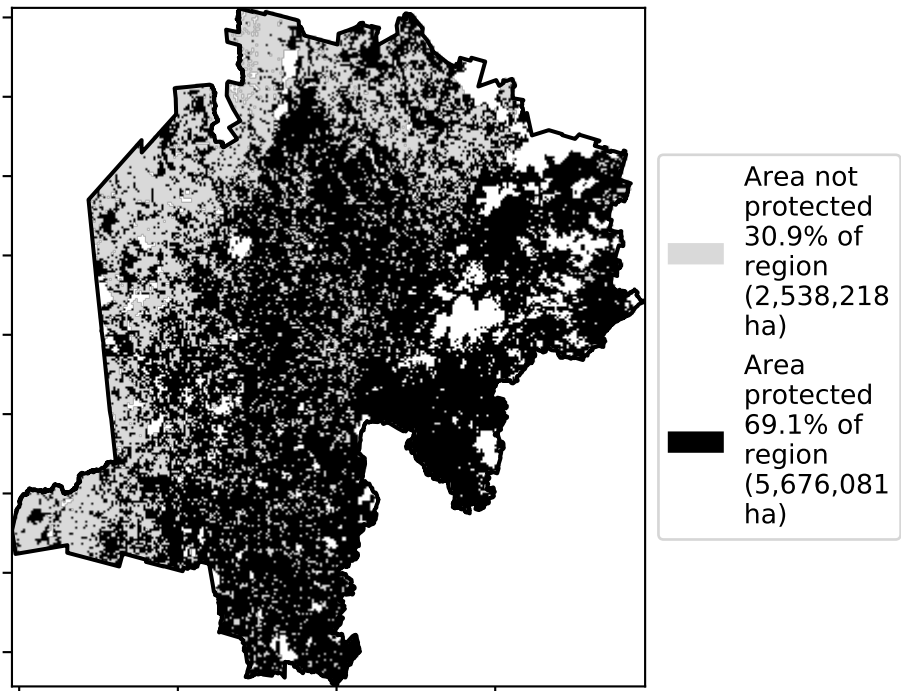 Area not
protected
30.9% of
region
(2,538,218
ha)
Area
protected
69.1% of
region
(5,676,081
ha)